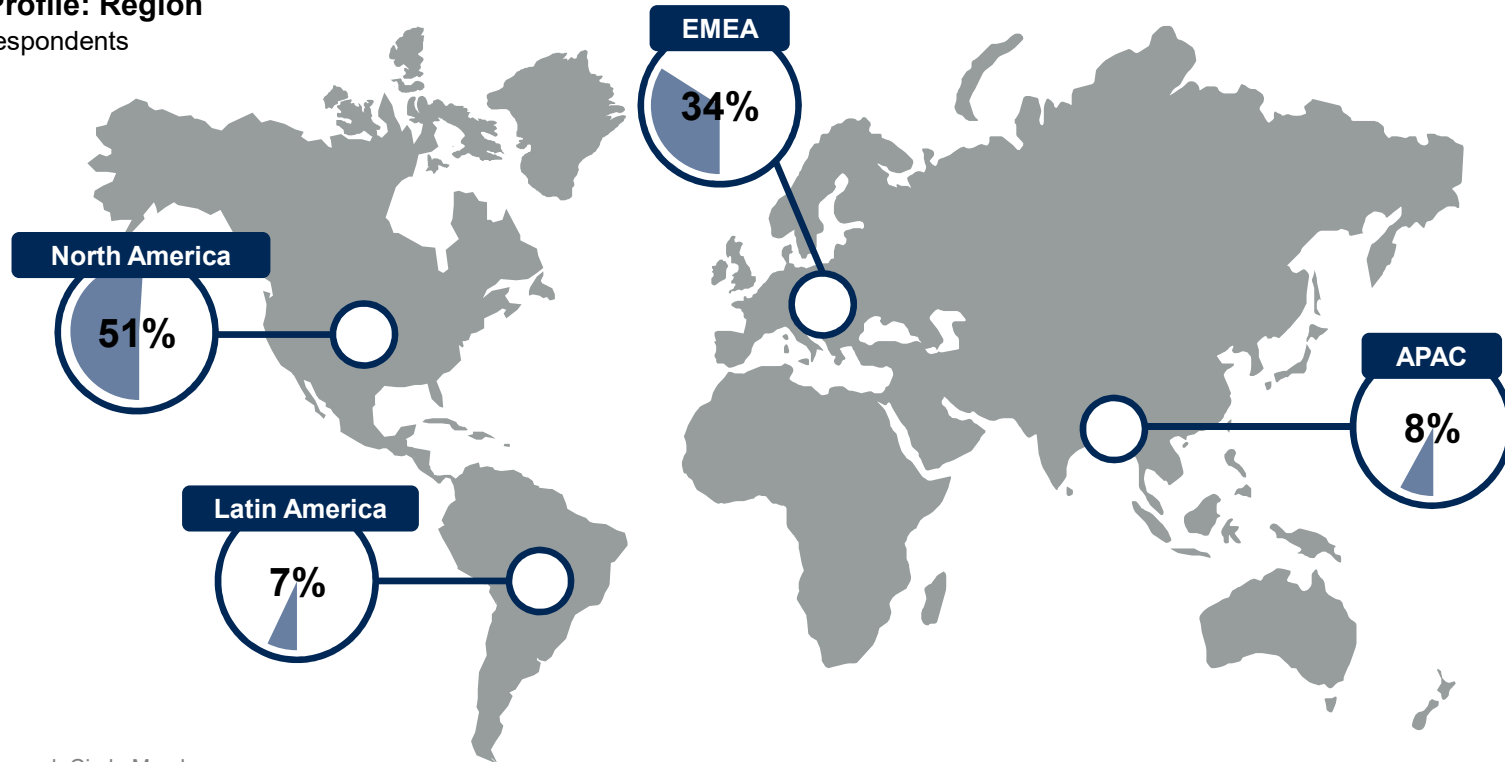 Profile: Region
espondents
EMEA
34%
North America
51%
APAC
8%
Latin America
7%